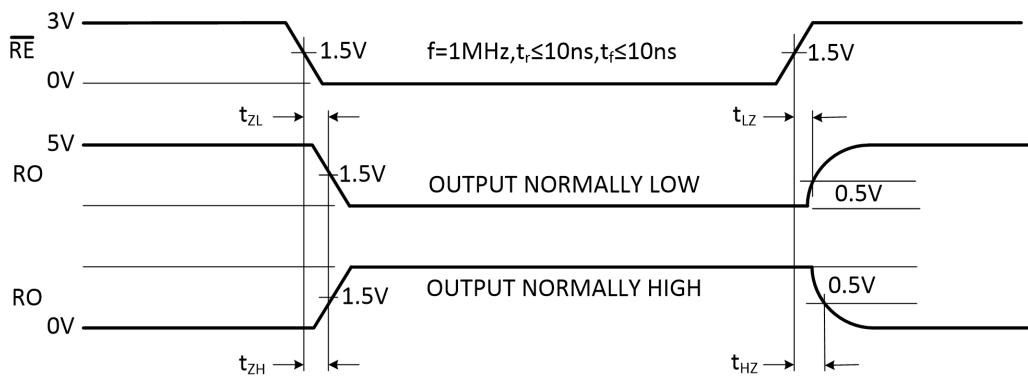 3V
RE
1.5V
f=1MHz,tr≤10ns,tf≤10ns
1.5V
0V
tZL
tLZ
5V
RO
1.5V
OUTPUT NORMALLY LOW
0.5V
RO
1.5V
OUTPUT NORMALLY HIGH
0.5V
0V
tZH
tHZ